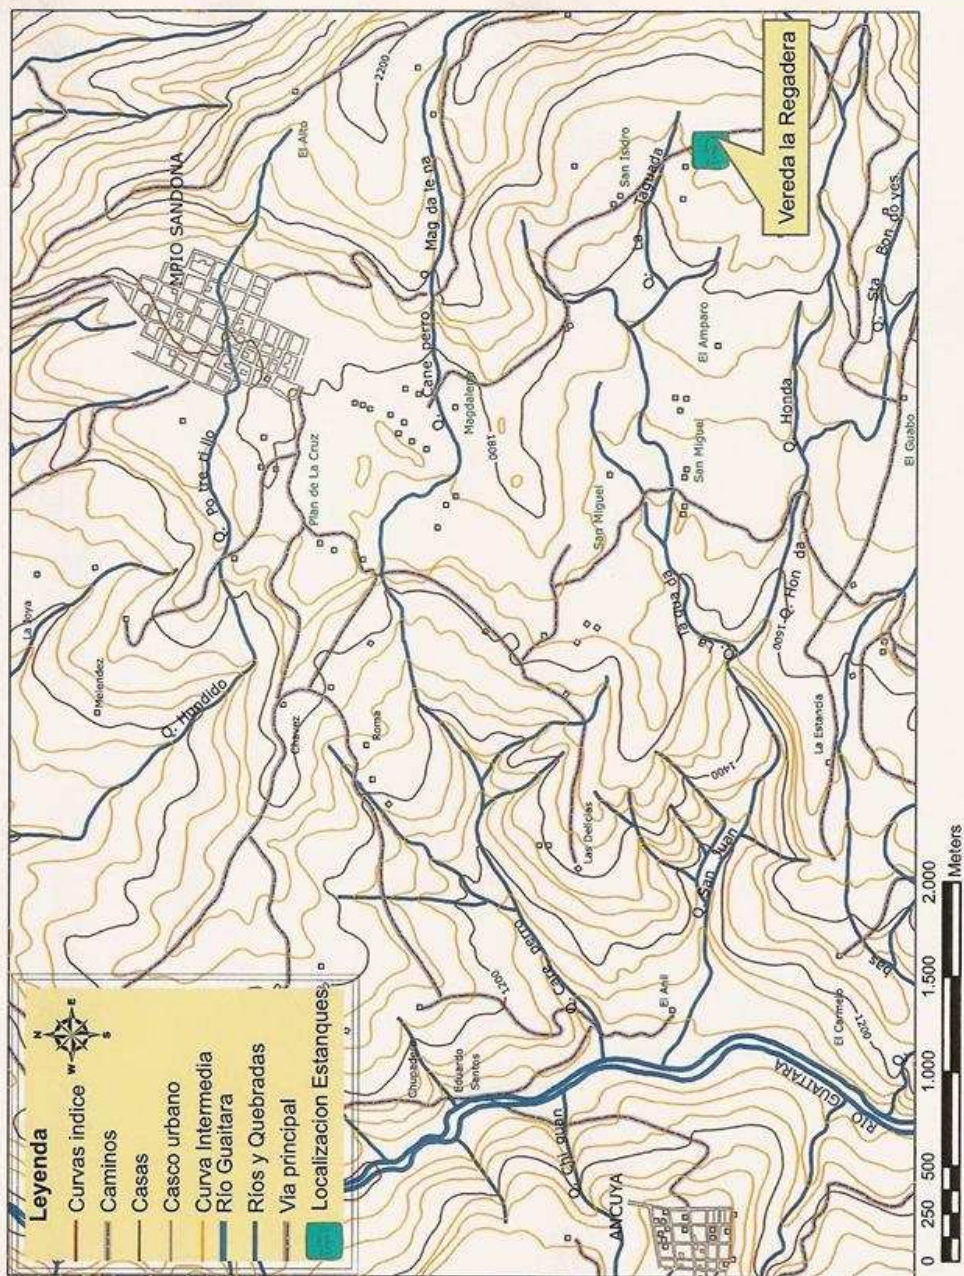 Leyenda
Curvas indice
Caminos
Casas
Casco urbano
Curva Intermedia
Rio Guaitara
Ríos y Quebradas
Via principal
Localizacion Estanques
N
W
E
S
MPIO SANDONA
El Alto
2200
Q. Po tre ri llo
La Joya
Melendez
Q. Hundido
Chavez
Roma
Plan de La Cruz
Q. Cane perro
Q. Mag da le na
Magdalena
1800
San Isidro
Q. La Taguada
Vereda la Regadera
El Amparo
San Miguel
San Miguel
Q. Honda
Q. Sta Bon do yes
El Guabo
Q. Hon da
1600
La Estancia
1400
Las Delicias
Q. San Juan
1200
El Anil
Chupadero
Eduardo
Santos
El Carmelo
1200
RIO GUAITARA
Q. Chi quan
ANCUYA
0 250 500 1.000 1.500 2.000
Meters